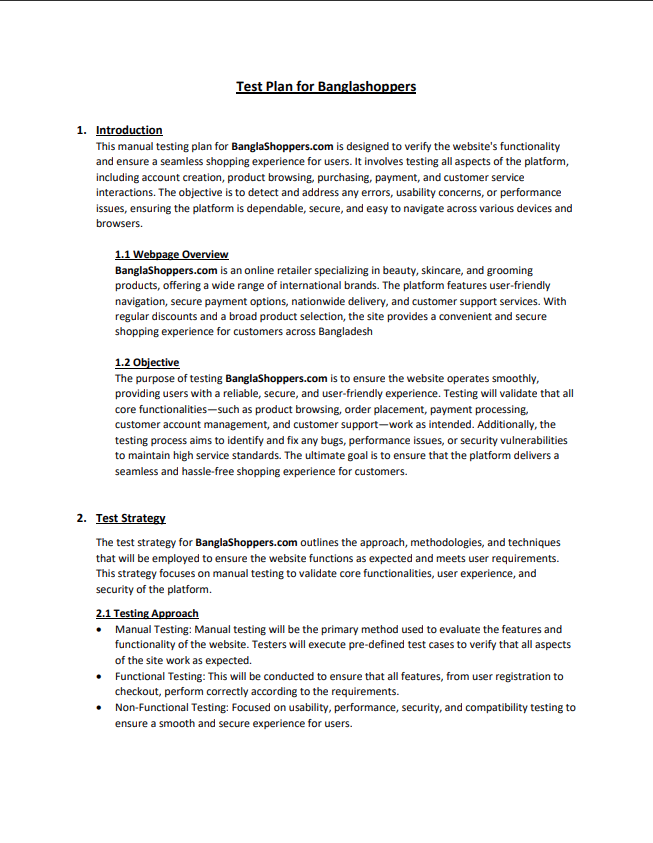 Test Plan for Banglashoppers
1. Introduction
This manual testing plan for BanglaShoppers.com is designed to verify the website's functionality
and ensure a seamless shopping experience for users. It involves testing all aspects of the platform,
including account creation, product browsing, purchasing, payment, and customer service
interactions. The objective is to detect and address any errors, usability concerns, or performance
issues, ensuring the platform is dependable, secure, and easy to navigate across various devices and
browsers.
1.1 Webpage Overview
BanglaShoppers.com is an online retailer specializing in beauty, skincare, and grooming
products, offering a wide range of international brands. The platform features user-friendly
navigation, secure payment options, nationwide delivery, and customer support services. With
regular discounts and a broad product selection, the site provides a convenient and secure
shopping experience for customers across Bangladesh
1.2 Objective
The purpose of testing BanglaShoppers.com is to ensure the website operates smoothly,
providing users with a reliable, secure, and user-friendly experience. Testing will validate that all
core functionalities—such as product browsing, order placement, payment processing,
customer account management, and customer support—work as intended. Additionally, the
testing process aims to identify and fix any bugs, performance issues, or security vulnerabilities
to maintain high service standards. The ultimate goal is to ensure that the platform delivers a
seamless and hassle-free shopping experience for customers.
2. Test Strategy
The test strategy for BanglaShoppers.com outlines the approach, methodologies, and techniques
that will be employed to ensure the website functions as expected and meets user requirements.
This strategy focuses on manual testing to validate core functionalities, user experience, and
security of the platform.
2.1 Testing Approach
• Manual Testing: Manual testing will be the primary method used to evaluate the features and
functionality of the website. Testers will execute pre-defined test cases to verify that all aspects
of the site work as expected.
• Functional Testing: This will be conducted to ensure that all features, from user registration to
checkout, perform correctly according to the requirements.
• Non-Functional Testing: Focused on usability, performance, security, and compatibility testing to
ensure a smooth and secure experience for users.